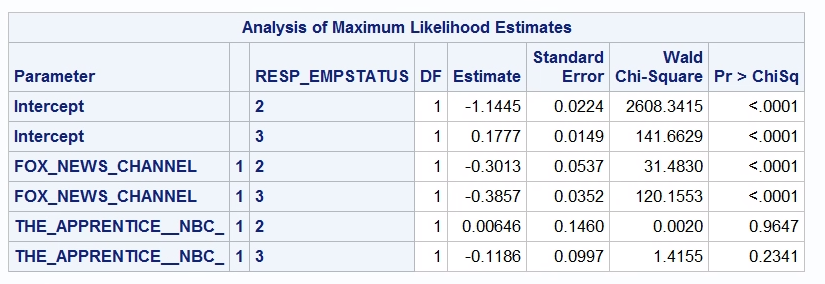 Analysis of Maximum Likelihood Estimates
Parameter RESP_EMPSTATUS DF Estimate Standard Error Wald Chi-Square Pr > ChiSq
Intercept 2 1 -1.1445 0.0224 2608.3415 <.0001
Intercept 3 1 0.1777 0.0149 141.6629 <.0001
FOX_NEWS_CHANNEL 1 2 1 -0.3013 0.0537 31.4830 <.0001
FOX_NEWS_CHANNEL 1 3 1 -0.3857 0.0352 120.1553 <.0001
THE_APPRENTICE__NBC_ 1 2 1 0.00646 0.1460 0.0020 0.9647
THE_APPRENTICE__NBC_ 1 3 1 -0.1186 0.0997 1.4155 0.2341